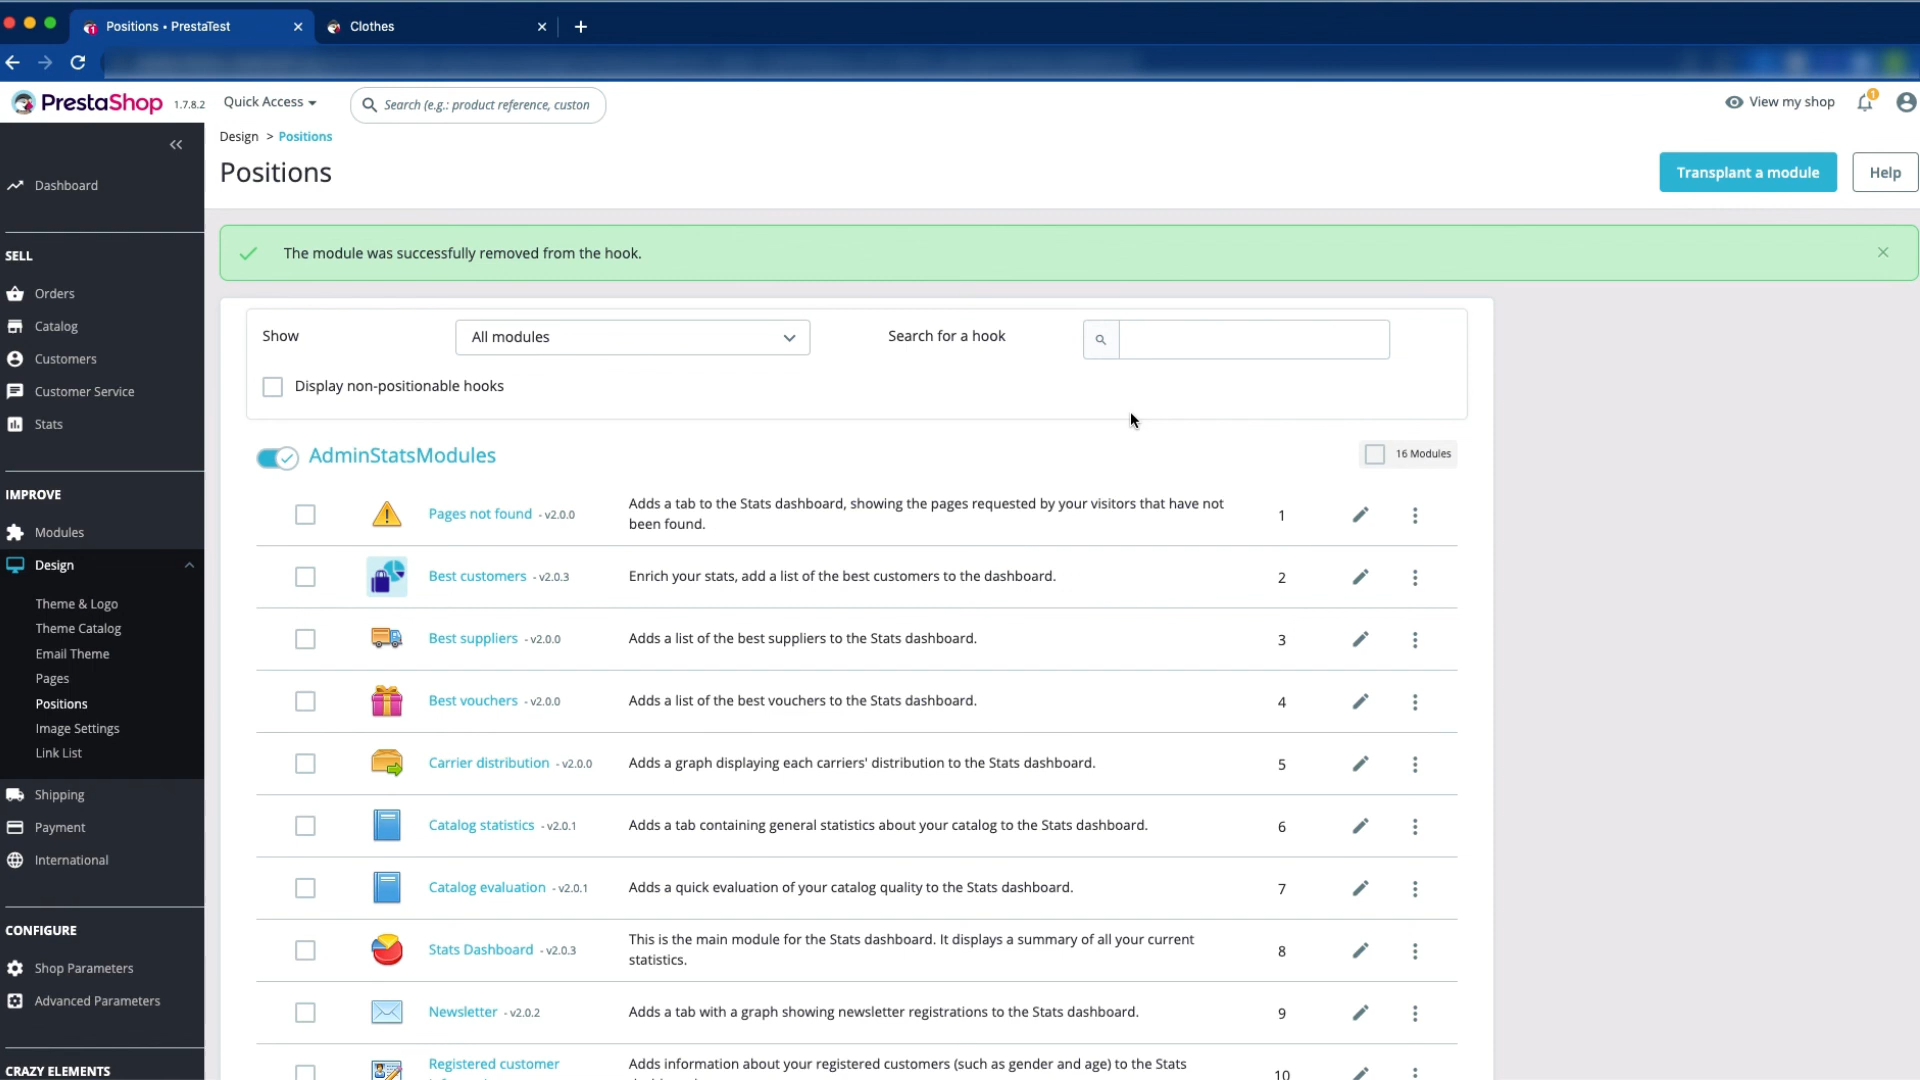 Positions • PrestaTest
Clothes
PrestaShop 1.7.8.2
Quick Access
Search (e.g.: product reference, custon
View my shop
1
Design > Positions
Positions
Transplant a module
Help
The module was successfully removed from the hook.
Dashboard
SELL
Orders
Catalog
Customers
Customer Service
Stats
IMPROVE
Modules
Design
Theme & Logo
Theme Catalog
Email Theme
Pages
Positions
Image Settings
Link List
Shipping
Payment
International
CONFIGURE
Shop Parameters
Advanced Parameters
CRAZY ELEMENTS
Show
All modules
Search for a hook
Display non-positionable hooks
AdminStatsModules
16 Modules
Pages not found - v2.0.0
Adds a tab to the Stats dashboard, showing the pages requested by your visitors that have not
been found.
1
Best customers - v2.0.3
Enrich your stats, add a list of the best customers to the dashboard.
2
Best suppliers - v2.0.0
Adds a list of the best suppliers to the Stats dashboard.
3
Best vouchers - v2.0.0
Adds a list of the best vouchers to the Stats dashboard.
4
Carrier distribution - v2.0.0
Adds a graph displaying each carriers' distribution to the Stats dashboard.
5
Catalog statistics - v2.0.1
Adds a tab containing general statistics about your catalog to the Stats dashboard.
6
Catalog evaluation - v2.0.1
Adds a quick evaluation of your catalog quality to the Stats dashboard.
7
Stats Dashboard - v2.0.3
This is the main module for the Stats dashboard. It displays a summary of all your current
statistics.
8
Newsletter - v2.0.2
Adds a tab with a graph showing newsletter registrations to the Stats dashboard.
9
Registered customer
Adds information about your registered customers (such as gender and age) to the Stats
10